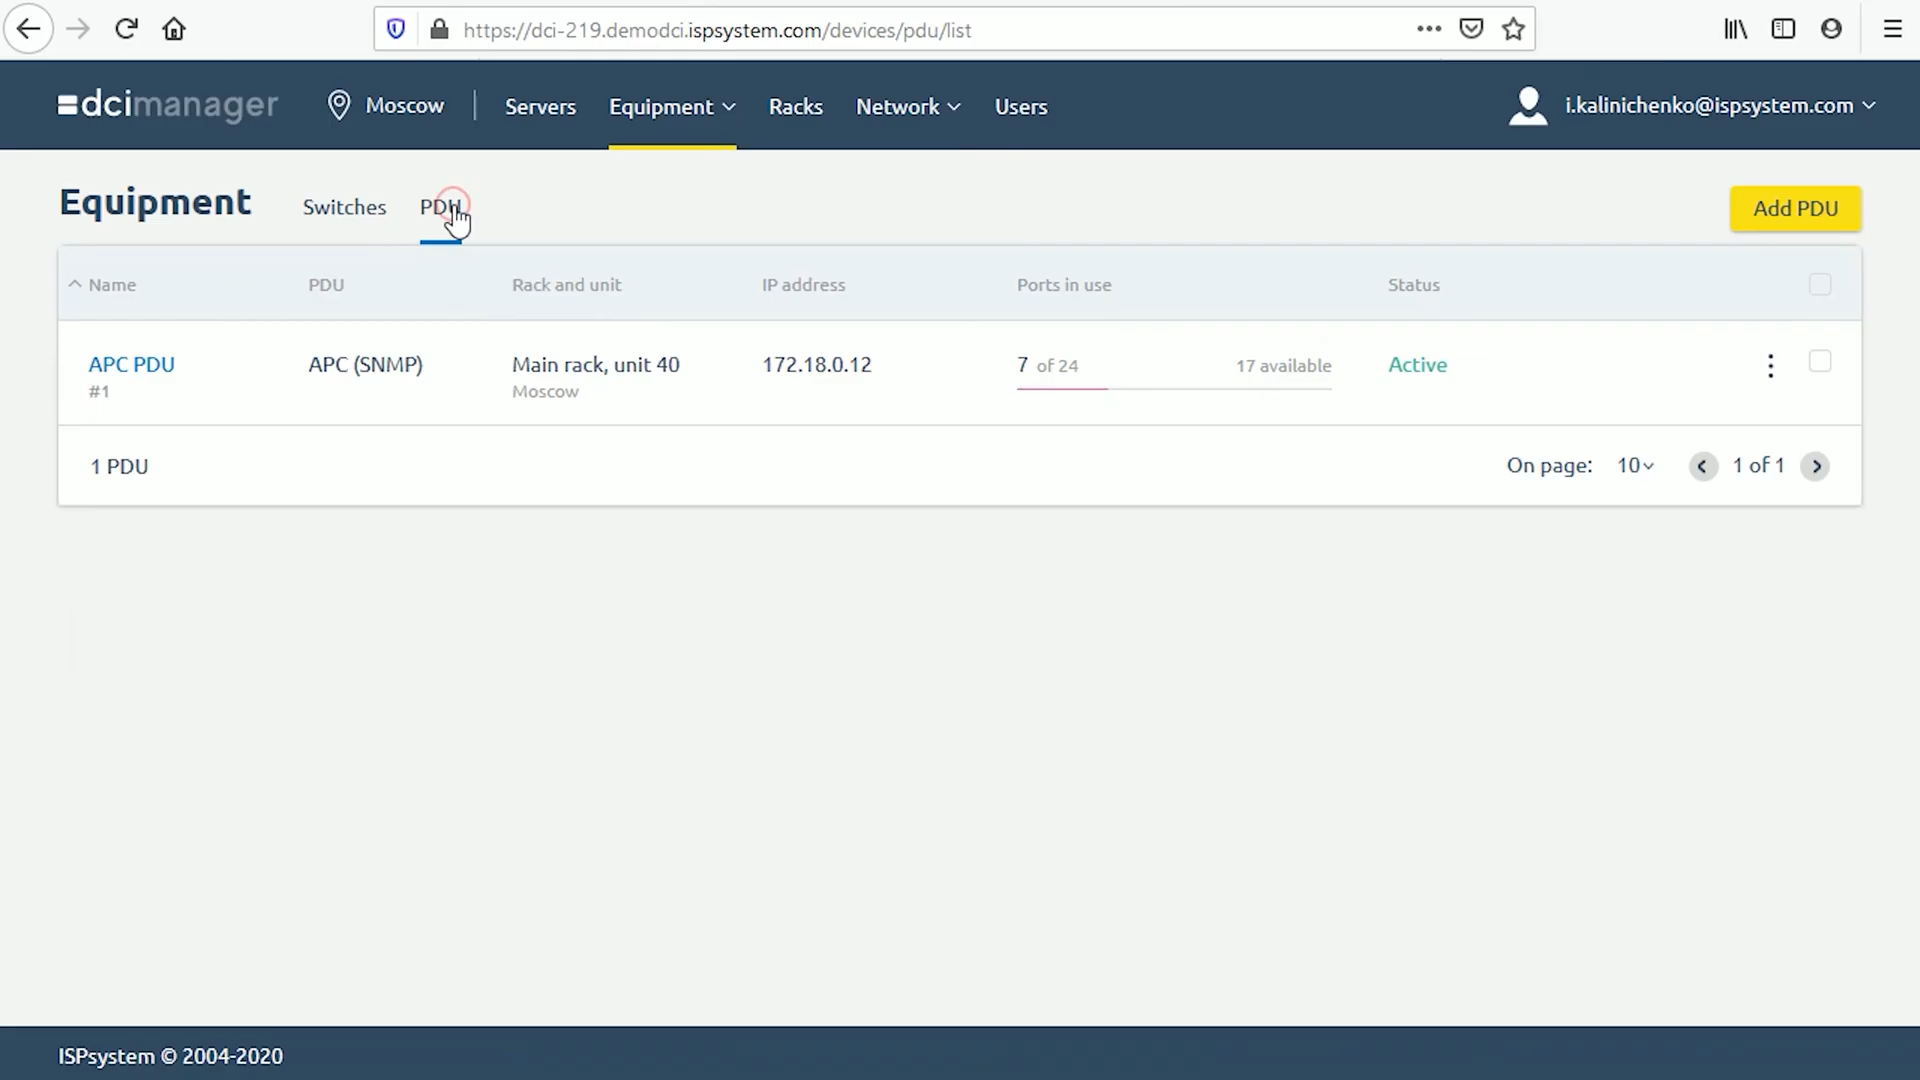 https://dci-219.demodci.ispsystem.com/devices/pdu/list
dcimanager Moscow Servers Equipment Racks Network Users i.kalinichenko@ispsystem.com
Equipment Switches PDU Add PDU
Name PDU Rack and unit IP address Ports in use Status
APC PDU APC (SNMP) Main rack, unit 40 172.18.0.12 7 of 24 17 available Active
#1 Moscow
1 PDU On page: 10 1 of 1
ISPsystem © 2004-2020